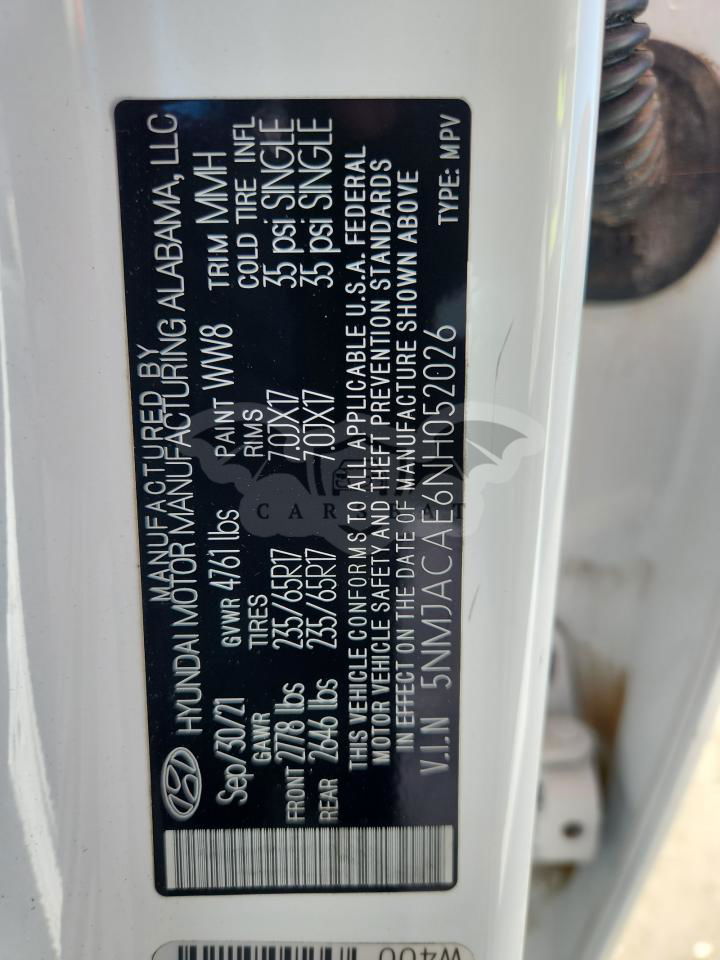 MANUFACTURED BY
HYUNDAI MOTOR MANUFACTURING ALABAMA, LLC
Sep/30/21 GVWR 4761 lbs PAINT WW8 TRIM MMH
GAWR TIRES RIMS COLD TIRE INFL
FRONT 2778 lbs 235/65R17 7.0JX17 35 psi SINGLE
REAR 2646 lbs 235/65R17 7.0JX17 35 psi SINGLE
THIS VEHICLE CONFORMS TO ALL APPLICABLE U.S.A. FEDERAL
MOTOR VEHICLE SAFETY AND THEFT PREVENTION STANDARDS
IN EFFECT ON THE DATE OF MANUFACTURE SHOWN ABOVE
V.I.N 5NMJACAE6NH052026 TYPE: MPV
CARSBAT